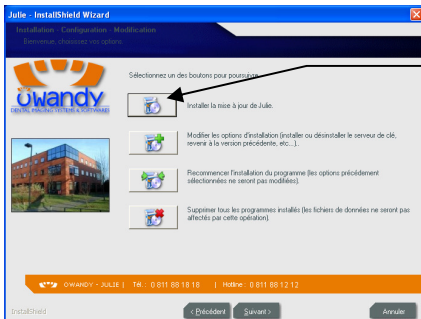 Julie - InstallShield Wizard
Installation - Configuration - Modification
Bienvenue, choisissez vos options.
Sélectionnez un des boutons pour poursuivre.
owandy
DENTAL IMAGING SYSTEMS & SOFTWARES
Installer la mise à jour de Julie.
Modifier les options d'installation (installer ou désinstaller le serveur de clé,
revenir à la version précédente, etc...).
Recommencer l'installation du programme (les options précédement
sélectionnées ne seront pas modifiées).
Supprimer tous les programmes installés (les fichiers de données ne seront pas
affectés par cette opération).
OWANDY - JULIE | Tél.: 0 811 88 18 18 | Hotline : 0 811 88 12 12
InstallShield
< Précédent
Suivant >
Annuler